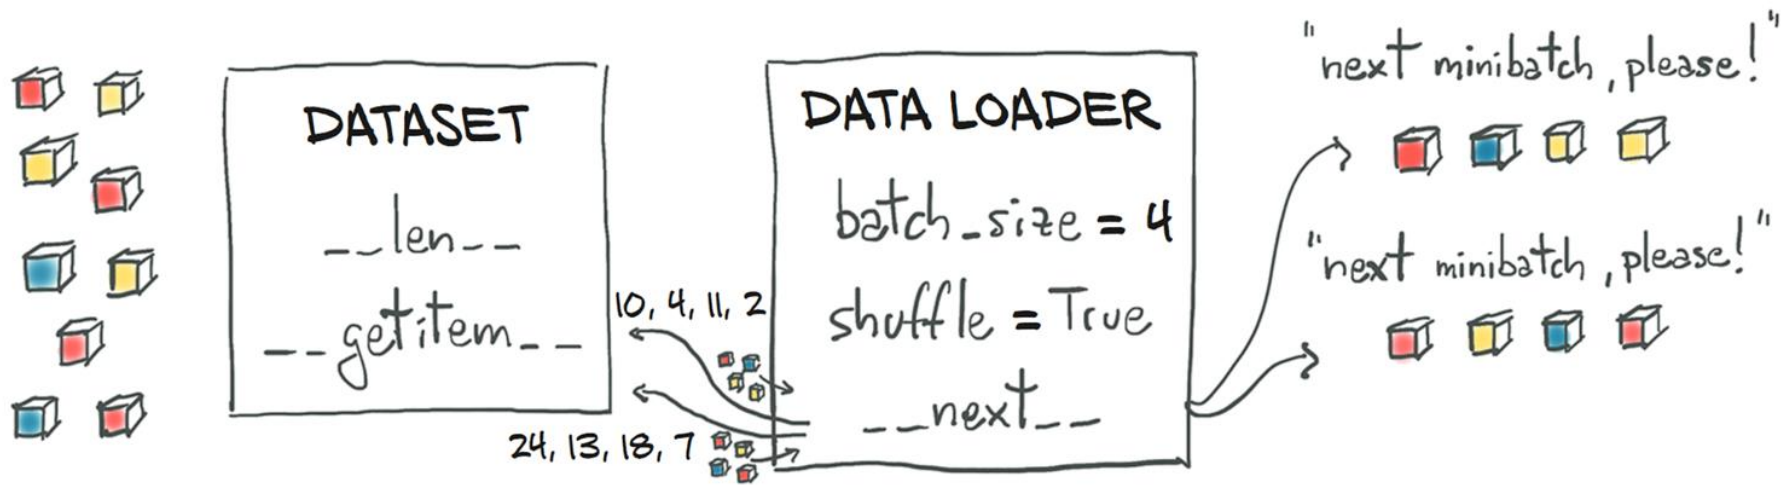 DATASET
__len__
__getitem__
10, 4, 11, 2
24, 13, 18, 7
DATA LOADER
batch_size = 4
shuffle = True
__next__
"next minibatch, please!"
"next minibatch, please!"